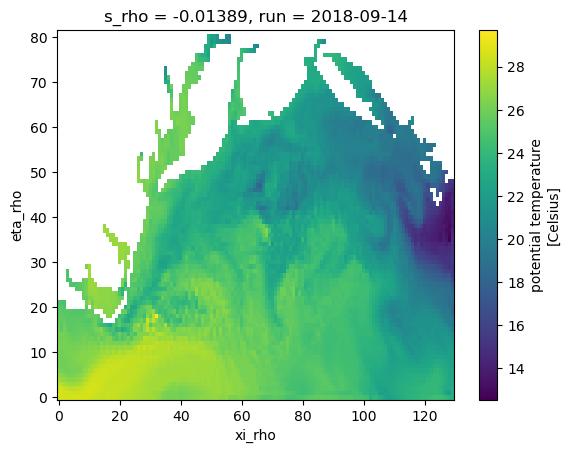 s_rho = -0.01389, run = 2018-09-14
80
70
60
50
40
30
20
10
0
eta_rho
0 20 40 60 80 100 120
xi_rho
28
26
24
22
20
18
16
14
potential temperature
[Celsius]